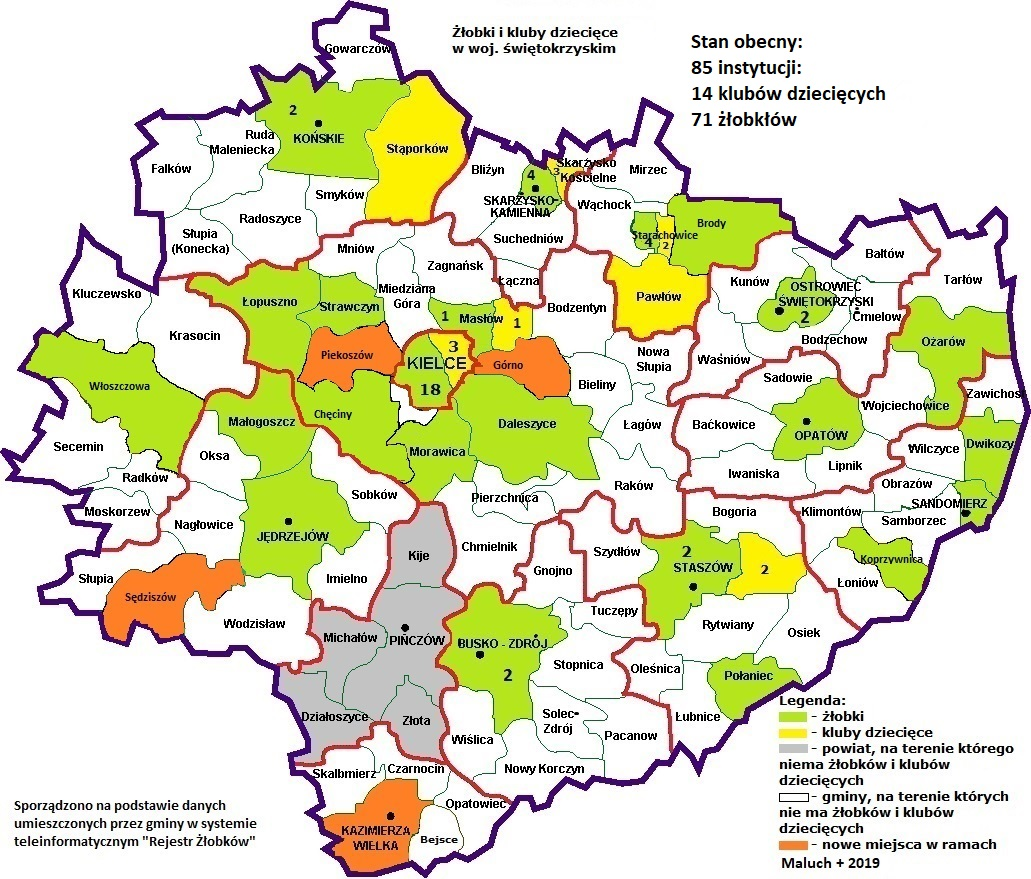 Żłobki i kluby dziecięce
w woj. świętokrzyskim
Stan obecny:
85 instytucji:
14 klubów dziecięcych
71 żłobkłów
Gowarczów
2
KOŃSKIE
Stąporków
Ruda
Maleniecka
Fałków
Smyków
Radoszyce
Słupia
(Konecka)
Bliżyn
4
3
Skarżysko
Kościelne
SKARŻYSKO-
KAMIENNA
Suchedniów
Mirzec
Wąchock
Starachowice
4
2
Brody
Pawłów
Mniów
Zagnańsk
Łączna
Miedziana
Góra
Bodzentyn
Kluczewsko
Krasocin
Łopuszno
Strawczyn
Piekoszów
1
Masłów
1
KIELCE
3
18
Górno
Nowa
Słupia
Bieliny
Łagów
Daleszyce
Raków
Chęciny
Morawica
Pierzchnica
Chmielnik
Kunów
OSTROWIEC
ŚWIĘTOKRZYSKI
2
Bałtów
Ćmielow
Bodzechów
Waśniów
Tarłów
Ożarów
Sadowie
Wojciechowice
Baćkowice
OPATÓW
Lipnik
Iwaniska
Zawichos
Dwikozy
Wilczyce
Obrazów
SANDOMIERZ
Samborzec
Klimontów
Koprzywnica
Łoniów
Włoszczowa
Secemin
Radków
Moskorzew
Małogoszcz
Oksa
Sobków
Nagłowice
JĘDRZEJÓW
Imielno
Słupia
Sędziszów
Wodzisław
Kije
Michałów
PIŃCZÓW
Działoszyce
Złota
Gnojno
Szydłów
Tuczępy
BUSKO - ZDRÓJ
2
Stopnica
Solec-
Zdrój
Pacanow
Wiślica
Nowy Korczyn
Bogoria
2
STASZÓW
2
Rytwiany
Osiek
Oleśnica
Połaniec
Łubnice
Skalbmierz
Czarnocin
Opatowiec
KAZIMIERZA
WIELKA
Bejsce
Legenda:
- żłobki
- kluby dziecięce
- powiat, na terenie którego
niema żłobków i klubów
dziecięcych
- gminy, na terenie których
nie ma żłobków i klubów
dziecięcych
- nowe miejsca w ramach
Maluch + 2019
Sporządzono na podstawie danych
umieszczonych przez gminy w systemie
teleinformatycznym "Rejestr Żłobków"